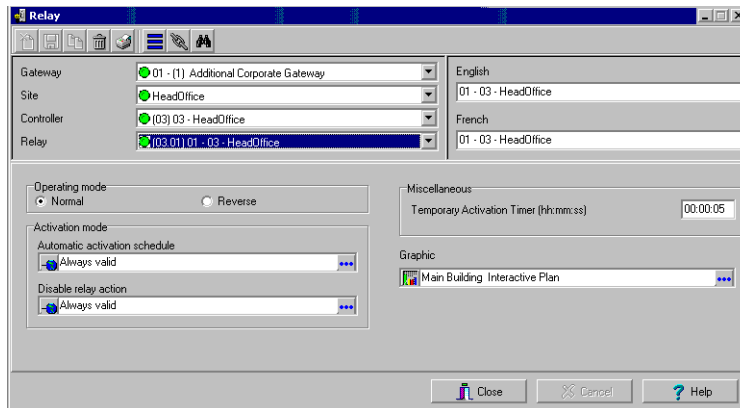 Relay
Gateway
01 - (1) Additional Corporate Gateway
Site
HeadOffice
Controller
(03) 03 - HeadOffice
Relay
(03.01) 01 - 03 - HeadOffice
English
01 - 03 - HeadOffice
French
01 - 03 - HeadOffice
Operating mode
Normal
Reverse
Activation mode
Automatic activation schedule
Always valid
Disable relay action
Always valid
Miscellaneous
Temporary Activation Timer (hh:mm:ss)
00:00:05
Graphic
Main Building Interactive Plan
Close
Cancel
Help